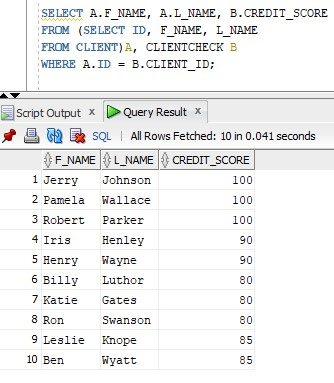 SELECT A.F_NAME, A.L_NAME, B.CREDIT_SCORE
FROM (SELECT ID, F_NAME, L_NAME
FROM CLIENT)A, CLIENTCHECK B
WHERE A.ID = B.CLIENT_ID;
Script Output x Query Result x
SQL | All Rows Fetched: 10 in 0.041 seconds
F_NAME L_NAME CREDIT_SCORE
1 Jerry Johnson 100
2 Pamela Wallace 100
3 Robert Parker 100
4 Iris Henley 90
5 Henry Wayne 90
6 Billy Luthor 80
7 Katie Gates 80
8 Ron Swanson 80
9 Leslie Knope 85
10 Ben Wyatt 85